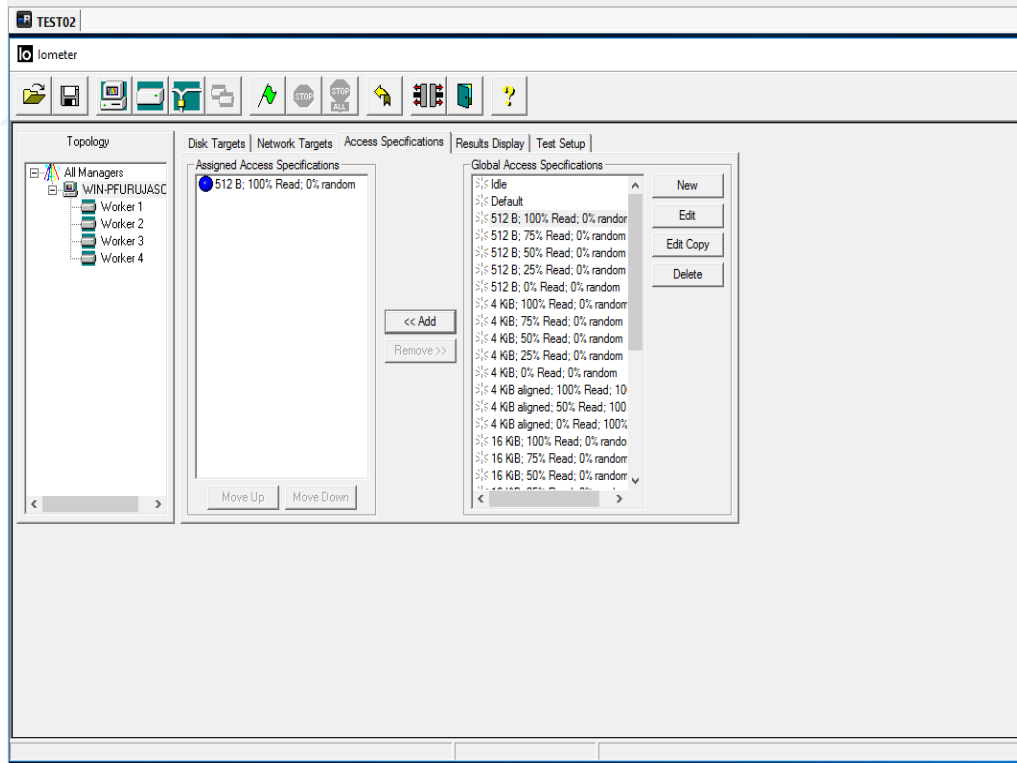 TEST02
Iometer
STOP
STOP ALL
Topology
All Managers
WIN-PFURUJASC
Worker 1
Worker 2
Worker 3
Worker 4
Disk Targets
Network Targets
Access Specifications
Results Display
Test Setup
Assigned Access Specifications
512 B; 100% Read; 0% random
<< Add
Remove >>
Move Up
Move Down
Global Access Specifications
Idle
Default
512 B; 100% Read; 0% randor
512 B; 75% Read; 0% random
512 B; 50% Read; 0% random
512 B; 25% Read; 0% random
512 B; 0% Read; 0% random
4 KiB; 100% Read; 0% random
4 KiB; 75% Read; 0% random
4 KiB; 50% Read; 0% random
4 KiB; 25% Read; 0% random
4 KiB; 0% Read; 0% random
4 KiB aligned; 100% Read; 10
4 KiB aligned; 50% Read; 100
4 KiB aligned; 0% Read; 100%
16 KiB; 100% Read; 0% rando
16 KiB; 75% Read; 0% random
16 KiB; 50% Read; 0% random
New
Edit
Edit Copy
Delete